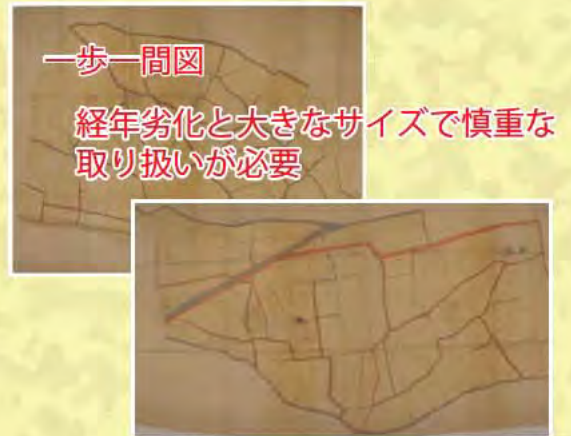 一歩一間図
経年劣化と大きなサイズで慎重な
取り扱いが必要